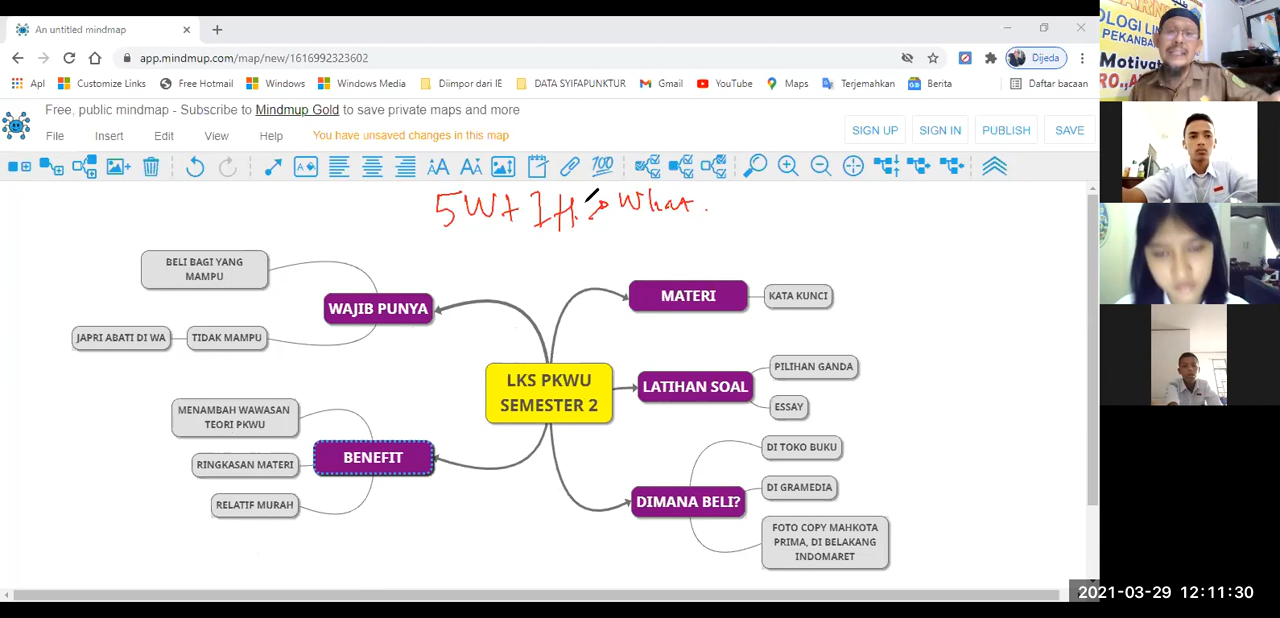 An untitled mindmap
app.mindmup.com/map/new/1616992323602
Dijeda
Apl
Customize Links
Free Hotmail
Windows
Windows Media
Diimpor dari IE
DATA SYIFAPUNKTUR
Gmail
YouTube
Maps
Terjemahkan
Berita
Daftar bacaan
Free, public mindmap - Subscribe to Mindmup Gold to save private maps and more
File
Insert
Edit
View
Help
You have unsaved changes in this map
SIGN UP
SIGN IN
PUBLISH
SAVE
5W+1H. What.
BELI BAGI YANG
MAMPU
WAJIB PUNYA
JAPRI ABATI DI WA
TIDAK MAMPU
MATERI
KATA KUNCI
LKS PKWU
SEMESTER 2
LATIHAN SOAL
PILIHAN GANDA
ESSAY
MENAMBAH WAWASAN
TEORI PKWU
BENEFIT
RINGKASAN MATERI
RELATIF MURAH
DIMANA BELI?
DI TOKO BUKU
DI GRAMEDIA
FOTO COPY MAHKOTA
PRIMA, DI BELAKANG
INDOMARET
PEKANBA
Motivat
2021-03-29 12:11:30